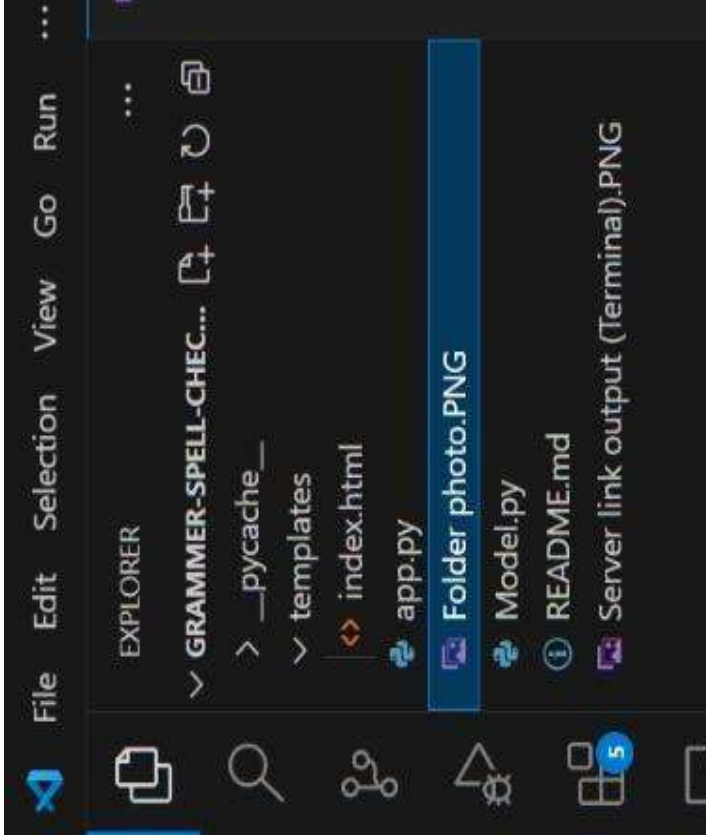 File Edit Selection View Go Run ...
EXPLORER ...
GRAMMER-SPELL-CHEC...
__pycache__
templates
index.html
app.py
Folder photo.PNG
Model.py
README.md
Server link output (Terminal).PNG
5